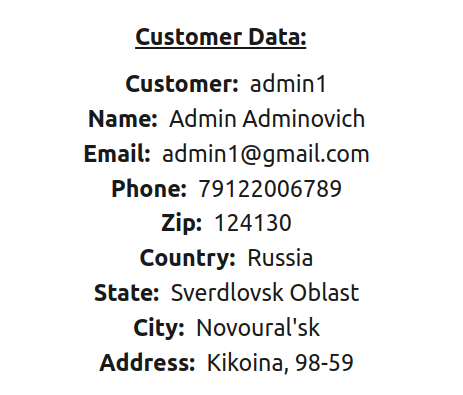 Customer Data:
Customer: admin1
Name: Admin Adminovich
Email: admin1@gmail.com
Phone: 79122006789
Zip: 124130
Country: Russia
State: Sverdlovsk Oblast
City: Novoural'sk
Address: Kikoina, 98-59